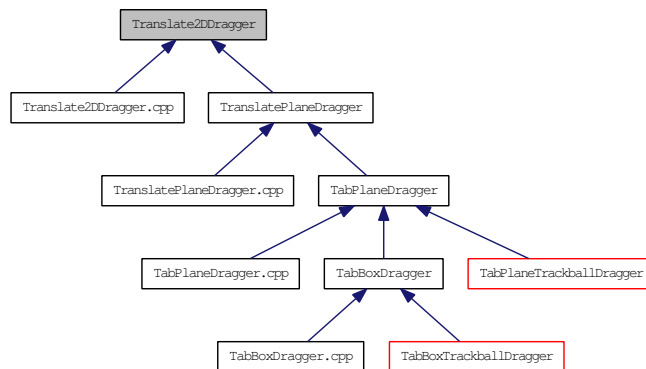 Translate2DDragger
Translate2DDragger.cpp
TranslatePlaneDragger
TranslatePlaneDragger.cpp
TabPlaneDragger
TabPlaneDragger.cpp
TabBoxDragger
TabPlaneTrackballDragger
TabBoxDragger.cpp
TabBoxTrackballDragger